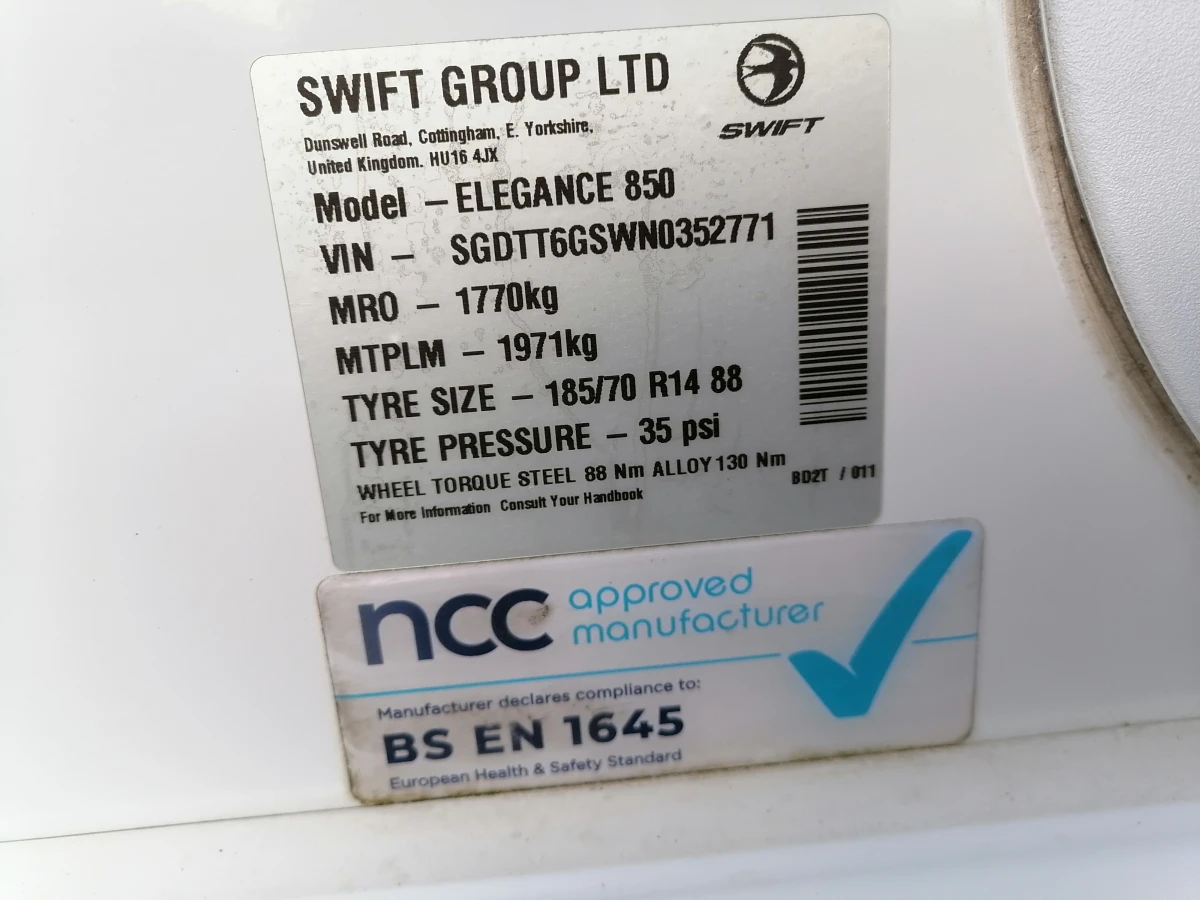 SWIFT GROUP LTD
SWIFT
Dunswell Road, Cottingham, E. Yorkshire,
United Kingdom. HU16 4JX
Model – ELEGANCE 850
VIN – SGDTT6GSWN0352771
MRO – 1770kg
MTPLM – 1971kg
TYRE SIZE – 185/70 R14 88
TYRE PRESSURE – 35 psi
WHEEL TORQUE STEEL 88 Nm ALLOY 130 Nm
BD2T / 011
For More Information Consult Your Handbook
ncc approved
manufacturer
Manufacturer declares compliance to:
BS EN 1645
European Health & Safety Standard